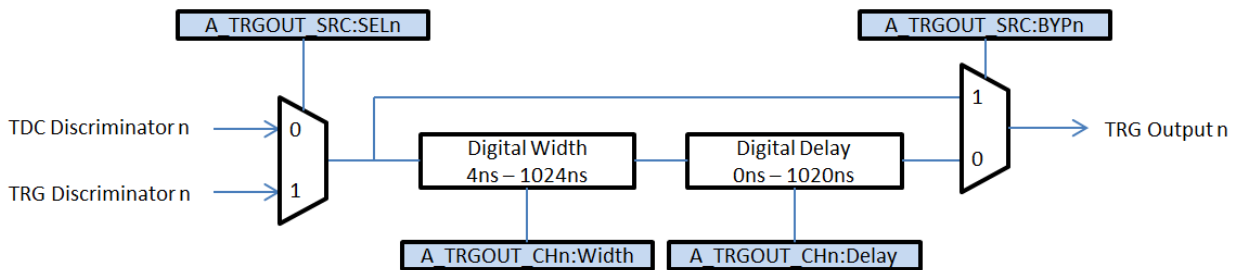 A_TRGOUT_SRC:SELn
A_TRGOUT_SRC:BYPn
TDC Discriminator n
0
1
TRG Output n
Digital Width
4ns – 1024ns
Digital Delay
0ns – 1020ns
0
TRG Discriminator n
1
A_TRGOUT_CHn:Width
A_TRGOUT_CHn:Delay